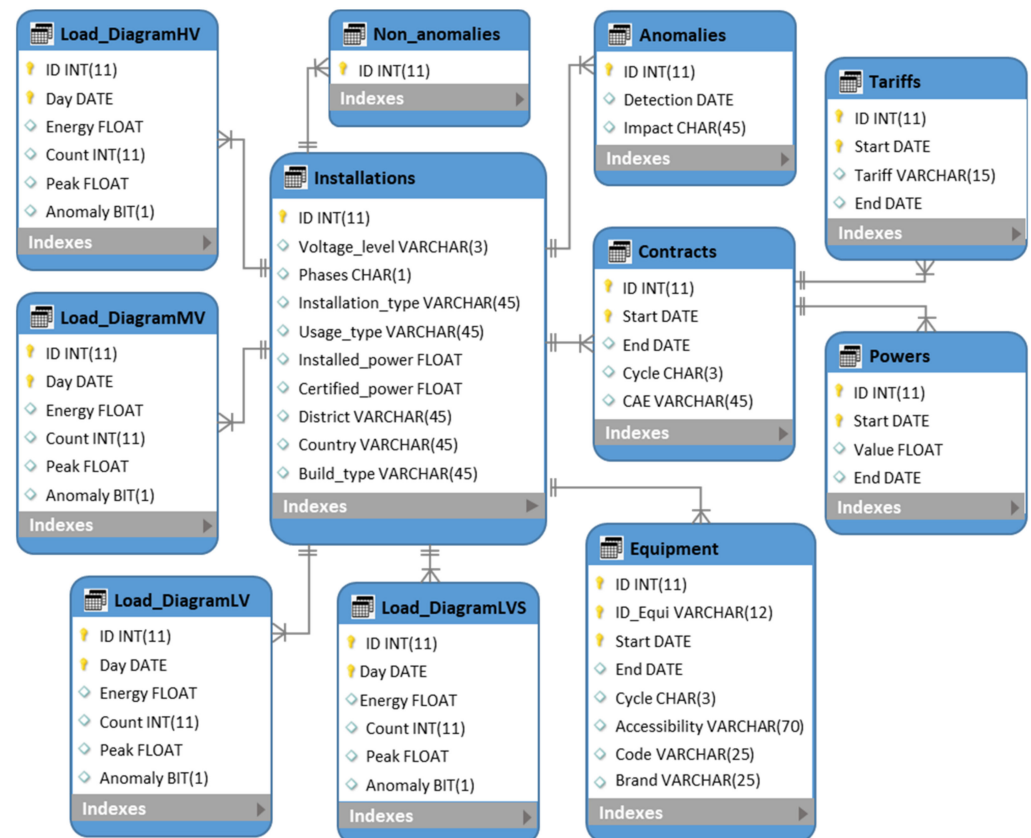 Load_DiagramHV
ID INT(11)
Day DATE
Energy FLOAT
Count INT(11)
Peak FLOAT
Anomaly BIT(1)
Indexes
Non_anomalies
ID INT(11)
Indexes
Anomalies
ID INT(11)
Detection DATE
Impact CHAR(45)
Indexes
Tariffs
ID INT(11)
Start DATE
Tariff VARCHAR(15)
End DATE
Indexes
Installations
ID INT(11)
Voltage_level VARCHAR(3)
Phases CHAR(1)
Installation_type VARCHAR(45)
Usage_type VARCHAR(45)
Installed_power FLOAT
Certified_power FLOAT
District VARCHAR(45)
Country VARCHAR(45)
Build_type VARCHAR(45)
Indexes
Contracts
ID INT(11)
Start DATE
End DATE
Cycle CHAR(3)
CAE VARCHAR(45)
Indexes
Load_DiagramMV
ID INT(11)
Day DATE
Energy FLOAT
Count INT(11)
Peak FLOAT
Anomaly BIT(1)
Indexes
Powers
ID INT(11)
Start DATE
Value FLOAT
End DATE
Indexes
Load_DiagramLV
ID INT(11)
Day DATE
Energy FLOAT
Count INT(11)
Peak FLOAT
Anomaly BIT(1)
Indexes
Load_DiagramLVS
ID INT(11)
Day DATE
Energy FLOAT
Count INT(11)
Peak FLOAT
Anomaly BIT(1)
Indexes
Equipment
ID INT(11)
ID_Equi VARCHAR(12)
Start DATE
End DATE
Cycle CHAR(3)
Accessibility VARCHAR(70)
Code VARCHAR(25)
Brand VARCHAR(25)
Indexes